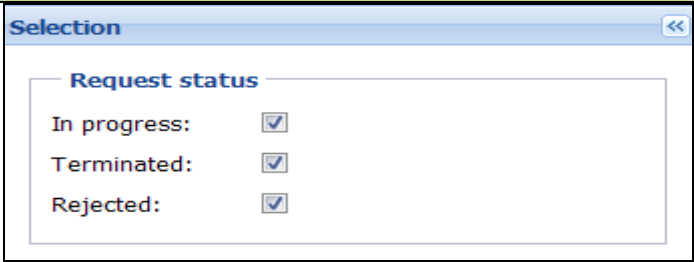 Selection
Request status
In progress:
Terminated:
Rejected: